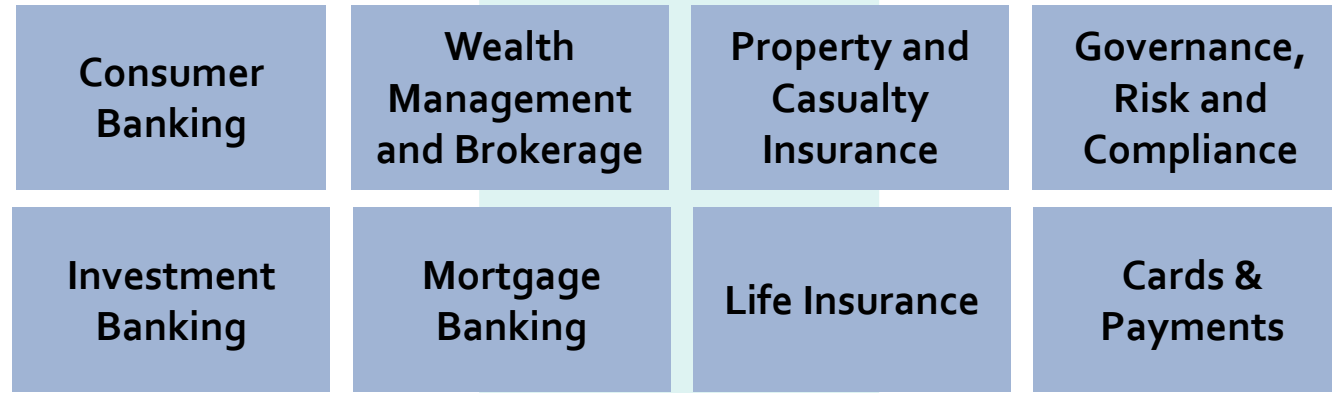 Consumer
Banking
Wealth
Management
and Brokerage
Property and
Casualty
Insurance
Governance,
Risk and
Compliance
Investment
Banking
Mortgage
Banking
Life Insurance
Cards &
Payments